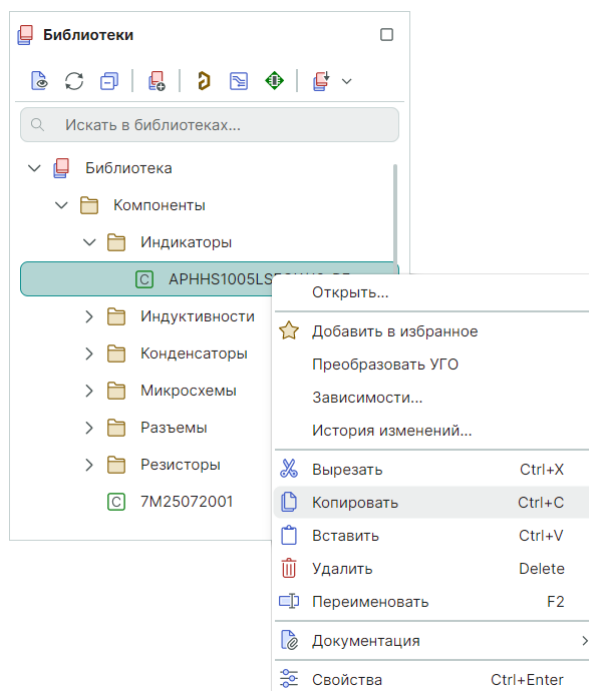 Библиотеки
Искать в библиотеках...
Библиотека
Компоненты
Индикаторы
Открыть...
Индуктивности
Добавить в избранное
Конденсаторы
Преобразовать УГО
Микросхемы
Зависимости...
Разъемы
История изменений...
Резисторы
Вырезать Ctrl+X
7M25072001
Копировать Ctrl+C
Вставить Ctrl+V
Удалить Delete
Переименовать F2
Документация
Свойства Ctrl+Enter